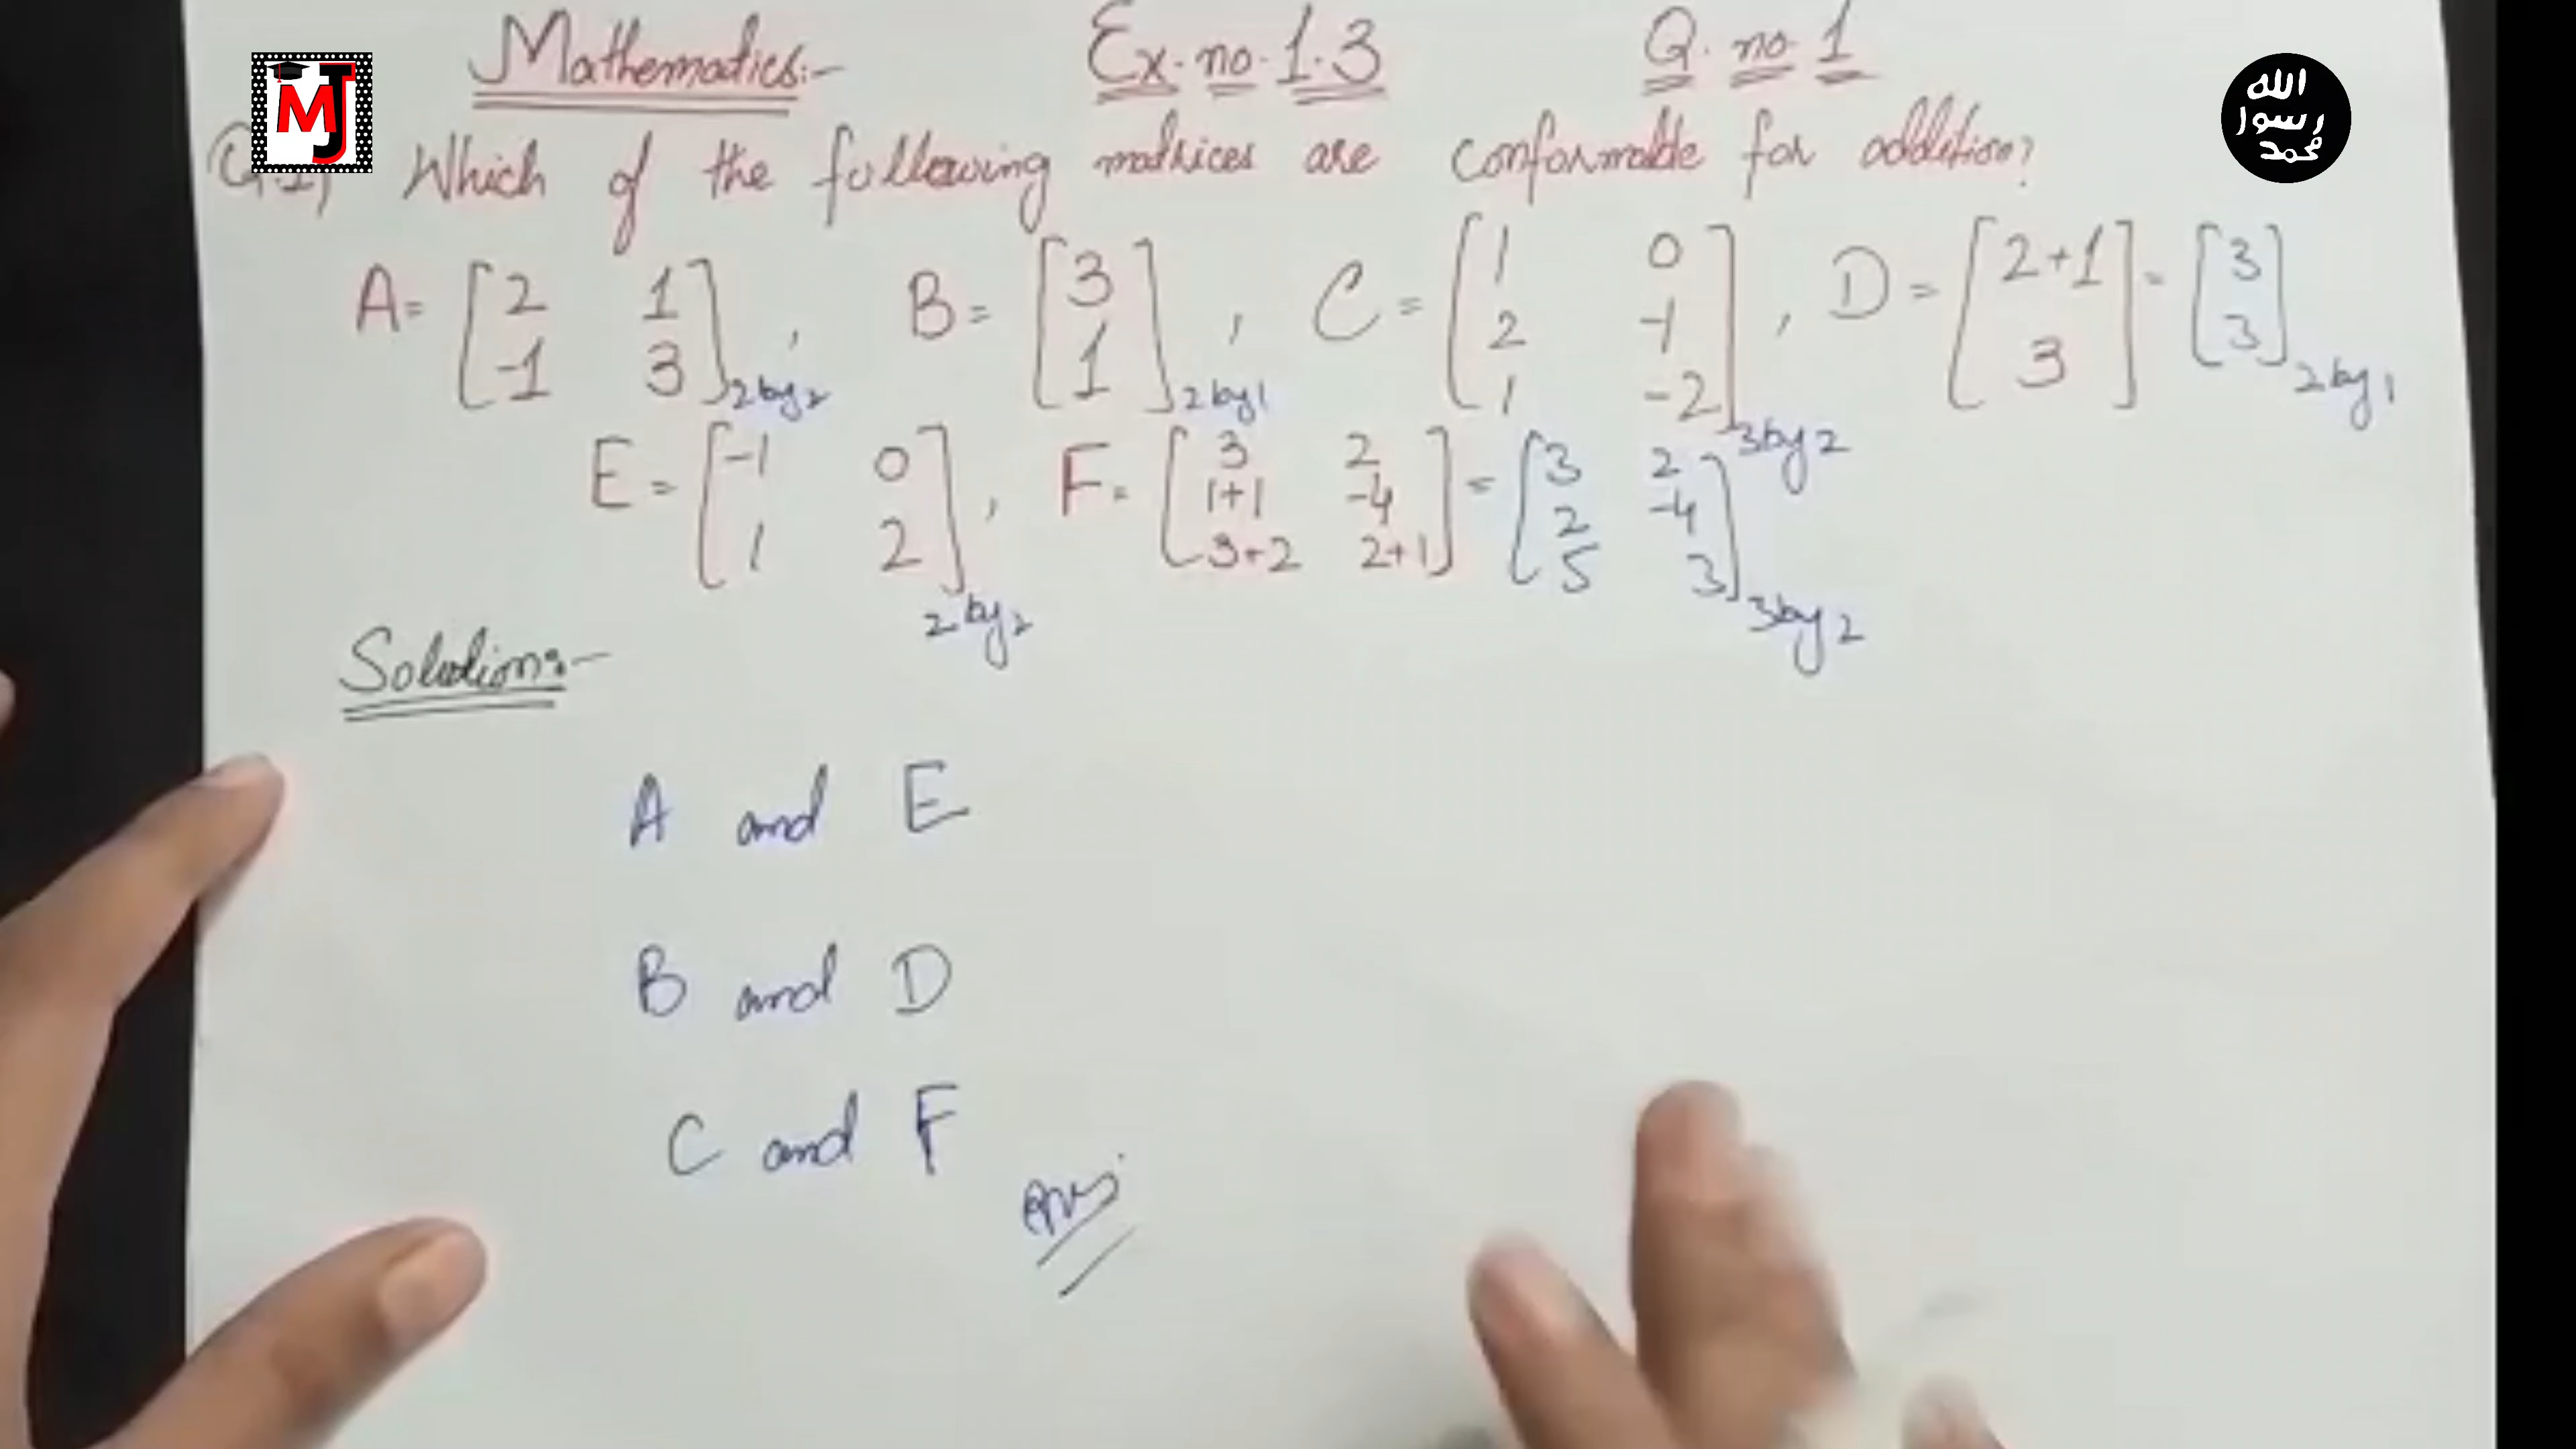 MJ
الله
رسول
محمد
Mathematics:- Ex. no. 1.3 Q. no. 1
Which of the following matrices are conformable for addition?
A= [2 1 -1 3] 2 by 2 , B= [3 1] 2 by 1 , C = [1 0 2 -1 1 -2] 3 by 2 , D = [2+1 3] = [3 3] 2 by 1
E = [-1 0 1 2] 2 by 2 , F = [3 2 1+1 -4 3+2 2+1] = [3 2 2 -4 5 3] 3 by 2
Solution:-
A and E
B and D
C and F
Ans